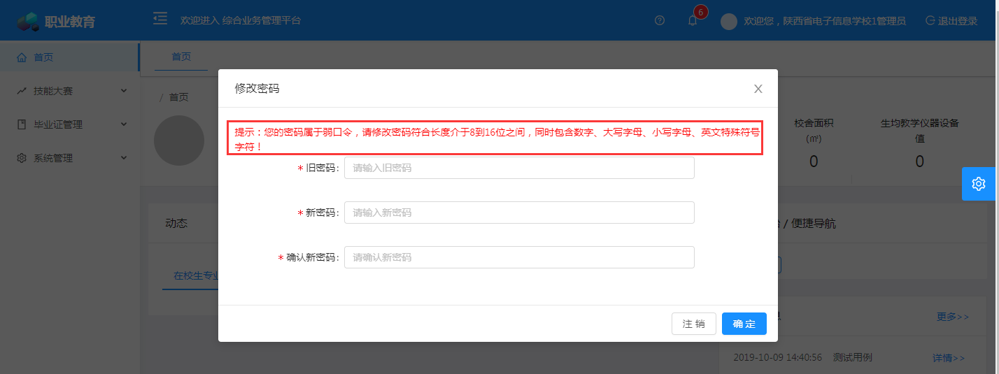 职业教育
欢迎进入 综合业务管理平台
6
欢迎您，陕西省电子信息学校1管理员
退出登录
首页
技能大赛
毕业证管理
系统管理
首页
/ 首页
修改密码
X
提示：您的密码属于弱口令，请修改密码符合长度介于8到16位之间，同时包含数字、大写字母、小写字母、英文特殊符号
字符！
* 旧密码: 请输入旧密码
* 新密码: 请输入新密码
* 确认新密码: 请确认新密码
注 销
确 定
校舍面积
(㎡)
0
生均教学仪器设备
值
0
动态
在校生专业
/ 便捷导航
更多>>
2019-10-09 14:40:56 测试用例 详情>>